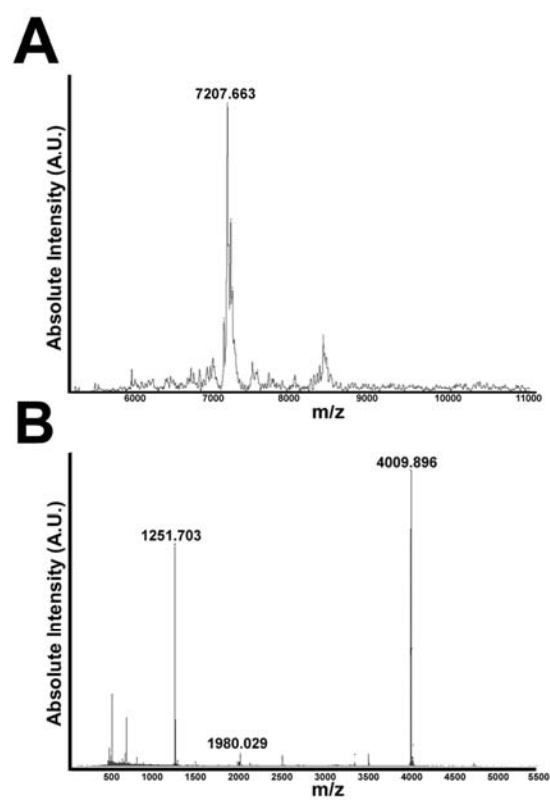 A
7207.663
Absolute Intensity (A.U.)
6000 7000 8000 9000 10000 11000
m/z
B
4009.896
1251.703
1980.029
Absolute Intensity (A.U.)
500 1000 1500 2000 2500 3000 3500 4000 4500 5000 5500
m/z